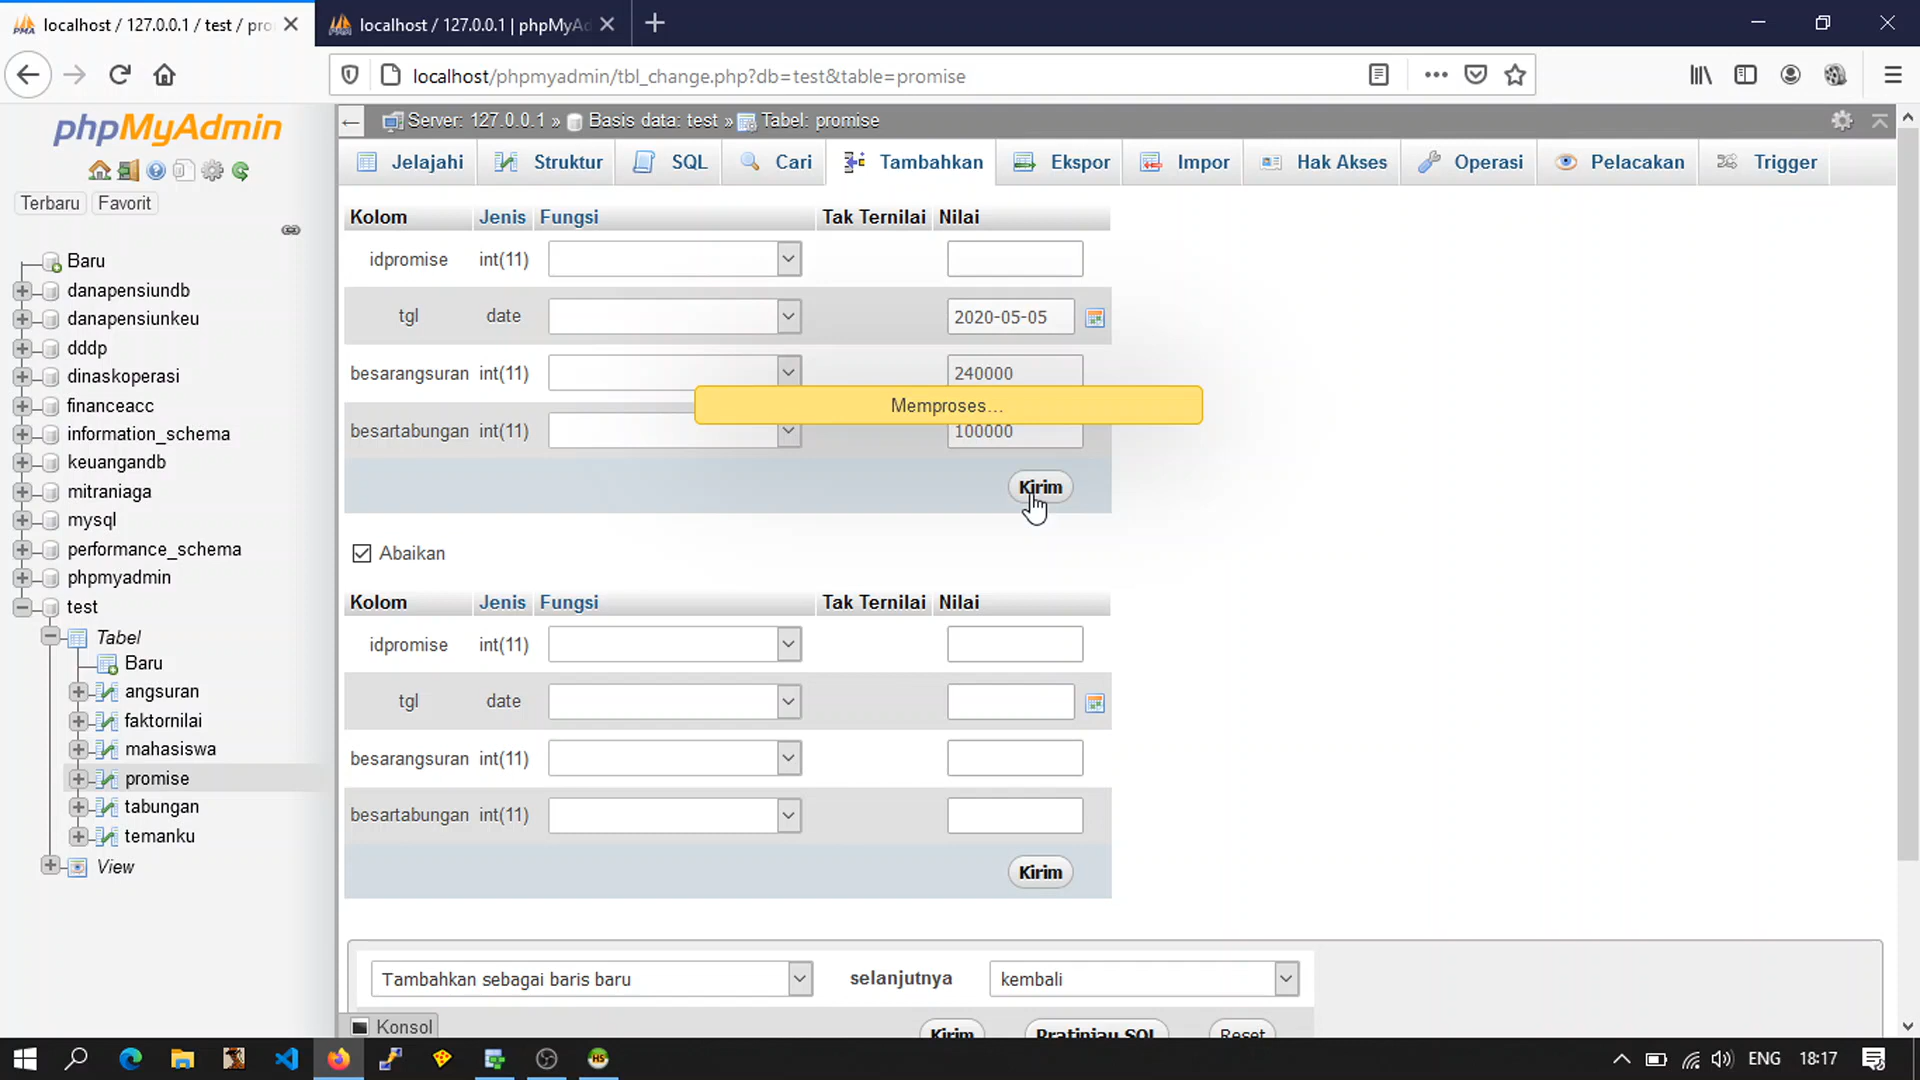 localhost / 127.0.0.1 / test / pro
localhost / 127.0.0.1 | phpMyAd
localhost/phpmyadmin/tbl_change.php?db=test&table=promise
phpMyAdmin
Terbaru
Favorit
Baru
danapensiundb
danapensiunkeu
dddp
dinaskoperasi
financeacc
information_schema
keuangandb
mitraniaga
mysql
performance_schema
phpmyadmin
test
Tabel
Baru
angsuran
faktornilai
mahasiswa
promise
tabungan
temanku
View
Server: 127.0.0.1 » Basis data: test » Tabel: promise
Jelajahi Struktur SQL Cari Tambahkan Ekspor Impor Hak Akses Operasi Pelacakan Trigger
Kolom Jenis Fungsi Tak Ternilai Nilai
idpromise int(11)
tgl date 2020-05-05
besarangsuran int(11) 240000
Memproses...
besartabungan int(11) 100000
Kirim
Abaikan
Kolom Jenis Fungsi Tak Ternilai Nilai
idpromise int(11)
tgl date
besarangsuran int(11)
besartabungan int(11)
Kirim
Tambahkan sebagai baris baru selanjutnya kembali
Konsol
Kirim Pratinjau SQL Reset
ENG 18:17